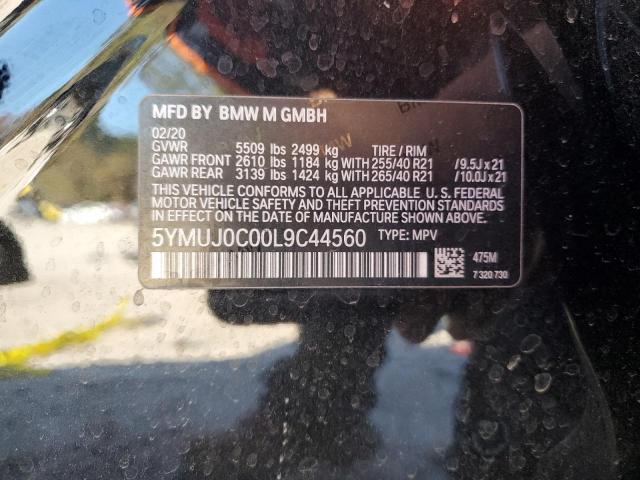 MFD BY BMW M GMBH
02/20
GVWR 5509 lbs 2499 kg TIRE / RIM
GAWR FRONT 2610 lbs 1184 kg WITH 255/40 R21 /9.5J x 21
GAWR REAR 3139 lbs 1424 kg WITH 265/40 R21 /10.0J x 21
THIS VEHICLE CONFORMS TO ALL APPLICABLE U. S. FEDERAL
MOTOR VEHICLE SAFETY, BUMPER AND THEFT PREVENTION STANDARDS
IN EFFECT ON THE DATE OF MANUFACTURE SHOWN ABOVE.
5YMUJ0C00L9C44560 TYPE: MPV
475M
7 320 730